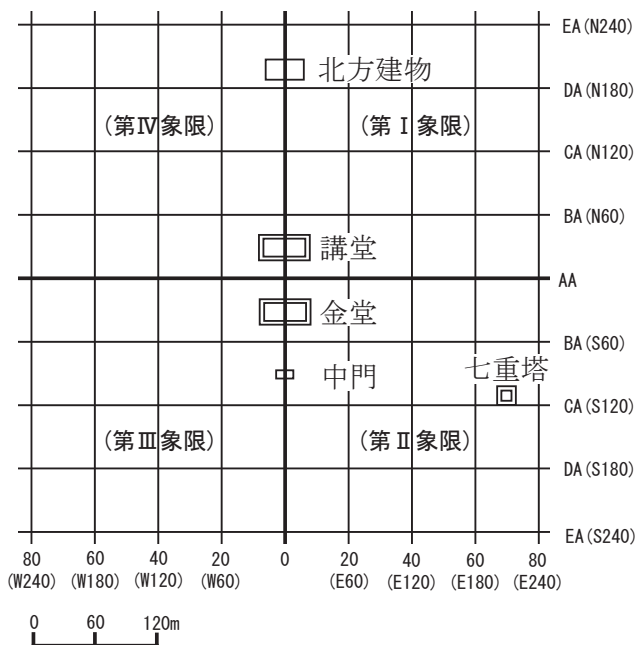 EA(N240)
北方建物
DA(N180)
(第Ⅳ象限)
(第Ⅰ象限)
CA(N120)
BA(N60)
講堂
AA
金堂
BA(S60)
中門
七重塔
CA(S120)
(第Ⅲ象限)
(第Ⅱ象限)
DA(S180)
EA(S240)
80 60 40 20 0 20 40 60 80
(W240) (W180) (W120) (W60) (E60) (E120) (E180) (E240)
0 60 120m